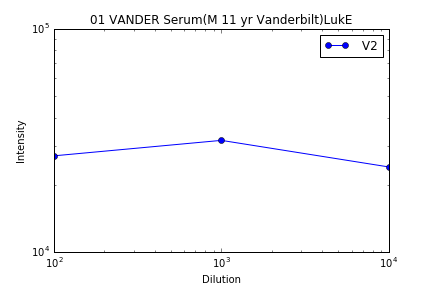 01 VANDER Serum(M 11 yr Vanderbilt)LukE
10^5
V2
Intensity
10^4
10^2
10^3
10^4
Dilution